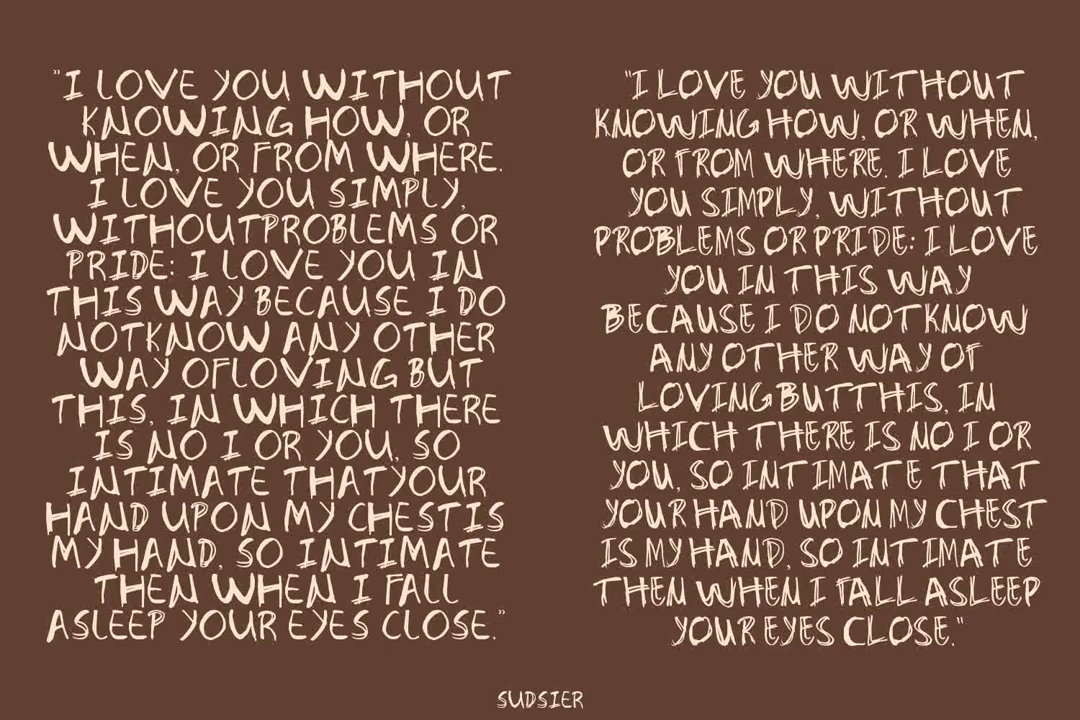 "I LOVE YOU WITHOUT
KNOWING HOW, OR
WHEN, OR FROM WHERE.
I LOVE YOU SIMPLY,
WITHOUTPROBLEMS OR
PRIDE: I LOVE YOU IN
THIS WAY BECAUSE I DO
NOTKNOW ANY OTHER
WAY OFLOVING BUT
THIS, IN WHICH THERE
IS NO I OR YOU, SO
INTIMATE THATYOUR
HAND UPON MY CHESTIS
MY HAND, SO INTIMATE
THEN WHEN I FALL
ASLEEP YOUR EYES CLOSE."
"I LOVE YOU WITHOUT
KNOWING HOW, OR WHEN,
OR FROM WHERE. I LOVE
YOU SIMPLY, WITHOUT
PROBLEMS OR PRIDE: I LOVE
YOU IN THIS WAY
BECAUSE I DO NOT KNOW
ANY OTHER WAY OF
LOVING BUTTHIS, IN
WHICH THERE IS NO I OR
YOU, SO INTIMATE THAT
YOUR HAND UPON MY CHEST
IS MY HAND, SO INTIMATE
THEN WHEN I FALL ASLEEP
YOUR EYES CLOSE."
SUDSIER